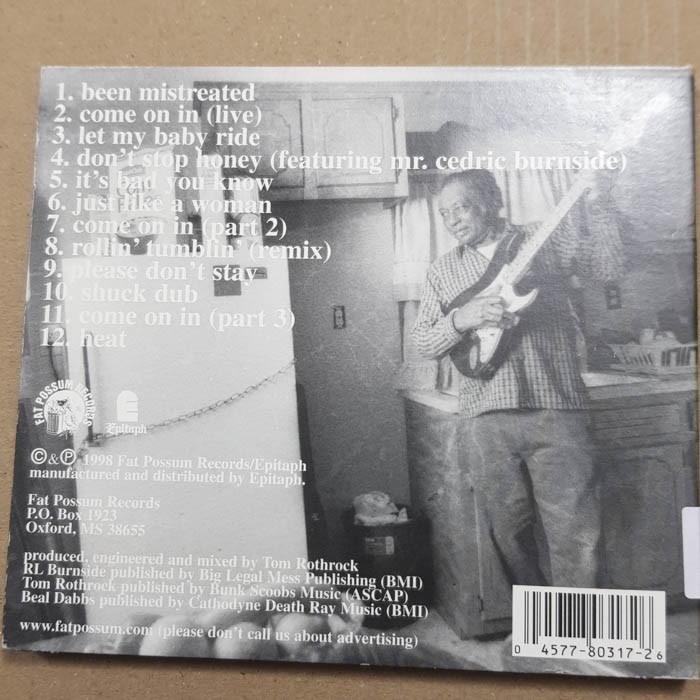 1. been mistreated
2. come on in (live)
3. let my baby ride
4. don't stop honey (featuring mr. cedric burnside)
5. it's bad you know
6. just like a woman
7. come on in (part 2)
8. rollin' tumblin' (remix)
9. please don't stay
10. shuck dub
11. come on in (part 3)
12. heat
FAT POSSUM RECORDS
Epitaph
©&℗ 1998 Fat Possum Records/Epitaph
manufactured and distributed by Epitaph.
Fat Possum Records
P.O. Box 1923
Oxford, MS 38655
produced, engineered and mixed by Tom Rothrock
RL Burnside published by Big Legal Mess Publishing (BMI)
Tom Rothrock published by Bunk Scoobs Music (ASCAP)
Beal Dabbs published by Cathodyne Death Ray Music (BMI)
www.fatpossum.com (please don't call us about advertising)
0 4577-80317-2 6